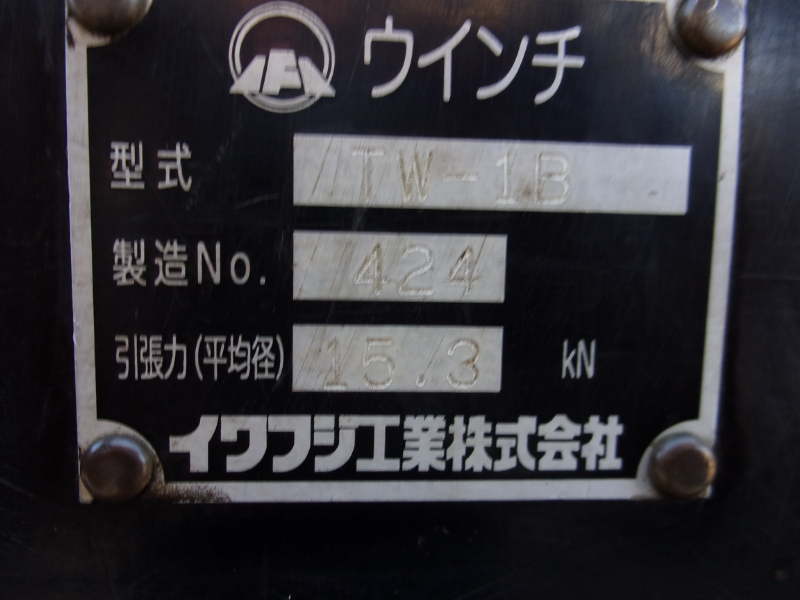 ウインチ
型式 TW-1B
製造No. 424
引張力(平均径) 15.3 kN
イワフジ工業株式会社